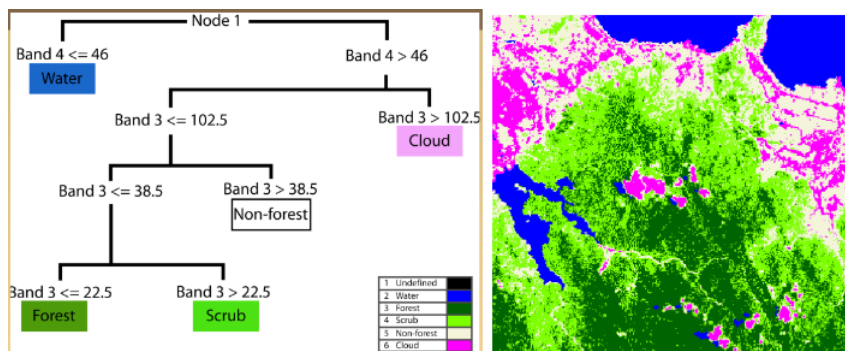 Node 1
Band 4 <= 46
Band 4 > 46
Water
Band 3 <= 102.5
Band 3 > 102.5
Cloud
Band 3 <= 38.5
Band 3 > 38.5
Non-forest
Band 3 <= 22.5
Band 3 > 22.5
Forest
Scrub
1 Undefined
2 Water
3 Forest
4 Scrub
5 Non-forest
6 Cloud